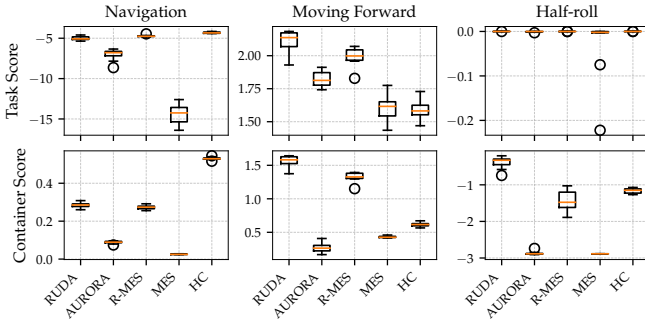 Navigation
Moving Forward
Half-roll
Task Score
−5
−10
−15
2.00
1.75
1.50
0.0
−0.1
−0.2
Container Score
0.4
0.2
0.0
1.5
1.0
0.5
−1
−2
−3
RUDA
AURORA
R-MES
MES
HC
RUDA
AURORA
R-MES
MES
HC
RUDA
AURORA
R-MES
MES
HC